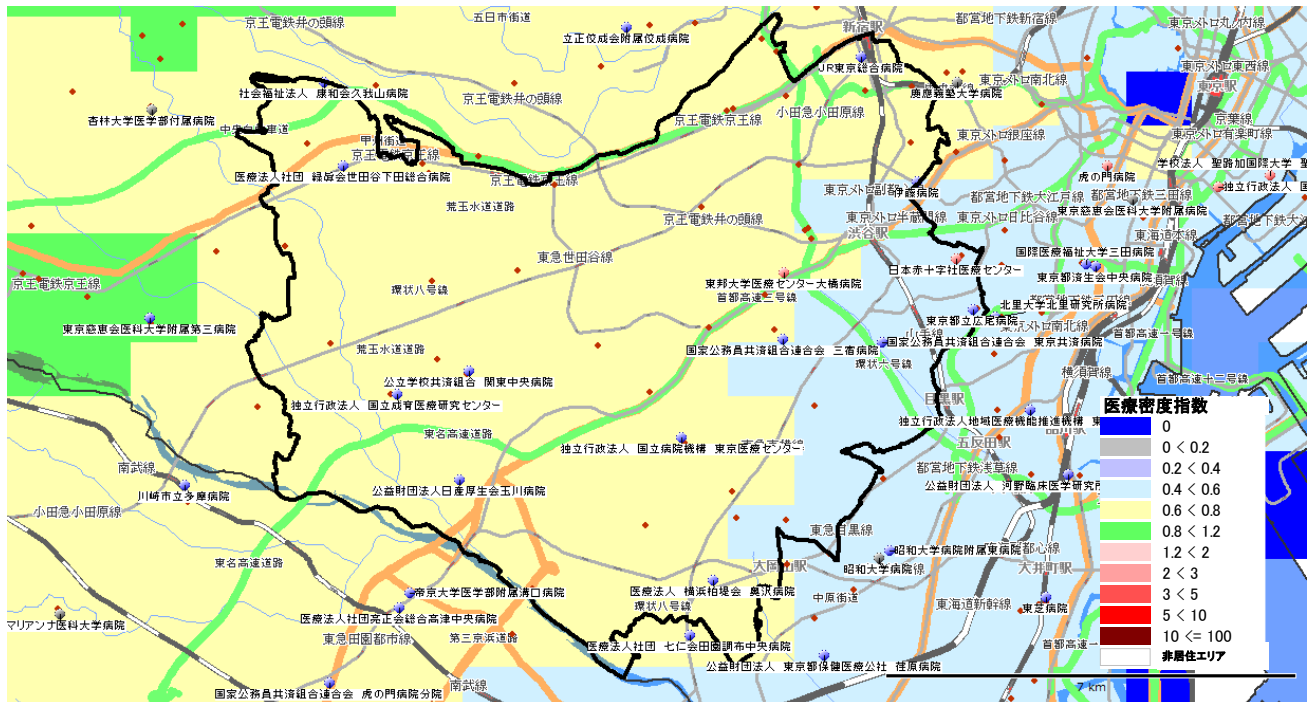 京王電鉄井の頭線
五日市街道
新宿駅
都営地下鉄新宿線
東京メトロ丸ノ内線
立正佼成会附属佼成病院
JR東京総合病院
東京メトロ東西線
東京メトロ南北線
東京駅
社会福祉法人 康和会久我山病院
京王電鉄井の頭線
慶應義塾大学病院
杏林大学医学部付属病院
小田急小田原線
京葉線
中央自動車道
京王電鉄京王線
東京メトロ銀座線
東京メトロ有楽町線
甲州街道
京王電鉄京王線
医療法人社団 緑眞会世田谷下田総合病院
京王電鉄京王線
虎の門病院
学校法人 聖路加国際大学 聖
東京メトロ副都
伊藤病院
都営地下鉄三田線
独立行政法人 国
荒玉水道道路
京王電鉄井の頭線
東京メトロ半蔵門線
都営地下鉄大江戸線
東京慈恵会医科大学附属病院
都営地下鉄大江
渋谷駅
東京メトロ日比谷線
東海道本線
東急世田谷線
国際医療福祉大学三田病院
日本赤十字社医療センター
東京都済生会中央病院
京王電鉄京王線
環状八号線
東邦大学医療センター大橋病院
首都高速三号線
横須賀線
北里大学北里研究所病院
東京慈恵会医科大学附属第三病院
東京都立広尾病院
東京メトロ南北線
首都高速一号線
山手線
荒玉水道道路
国家公務員共済組合連合会 三宿病院
国家公務員共済組合連合会 東京共済病院
環状六号線
横須賀線
公立学校共済組合 関東中央病院
首都高速十一号線
独立行政法人 国立成育医療研究センター
目黒駅
独立行政法人地域医療機能推進機構 東
東名高速道路
独立行政法人 国立病院機構 東京医療センター
五反田駅
品川駅
南武線
都営地下鉄浅草線
川崎市立多摩病院
公益財団法人日産厚生会玉川病院
公益財団法人 河野臨床医学研究所
小田急小田原線
東急目黒線
東名高速道路
昭和大学病院附属東病院
昭和大学病院
大岡山駅
大井町駅
帝京大学医学部附属溝口病院
医療法人 横浜柏堤会 奥沢病院
中原街道
環状八号線
東海道新幹線
東芝病院
マリアンナ医科大学病院
医療法人社団亮正会総合高津中央病院
東急田園都市線
第三京浜道路
医療法人社団 七仁会田園調布中央病院
首都高速一
公益財団法人 東京都保健医療公社 荏原病院
国家公務員共済組合連合会 虎の門病院分院
南武線
7 km
医療密度指数
0
0 < 0.2
0.2 < 0.4
0.4 < 0.6
0.6 < 0.8
0.8 < 1.2
1.2 < 2
2 < 3
3 < 5
5 < 10
10 <= 100
非居住エリア